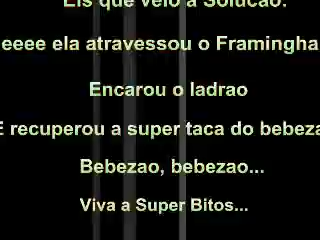 Eis que veio a Solucao.
eeee ela atravessou o Framingha
Encarou o ladrao
E recuperou a super taca do bebeza
Bebezao, bebezao...
Viva a Super Bitos...